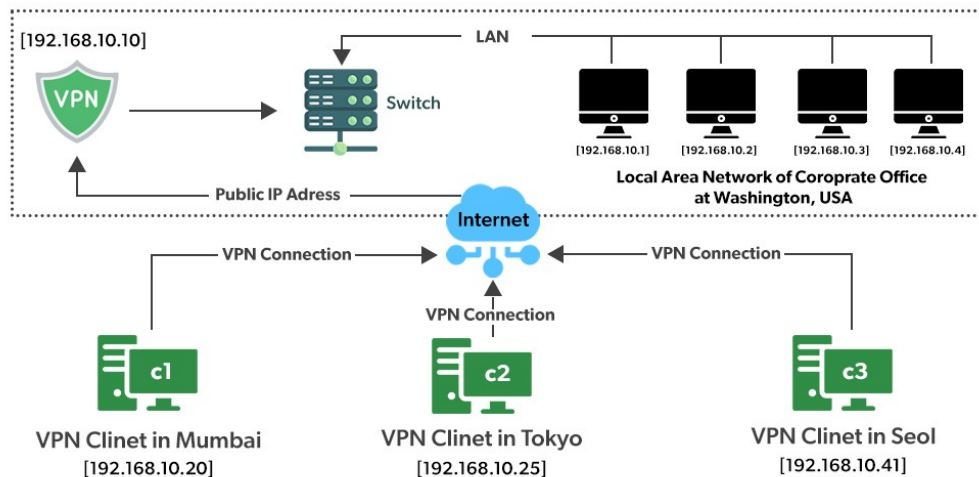 [192.168.10.10]
VPN
LAN
Switch
[192.168.10.1]
[192.168.10.2]
[192.168.10.3]
[192.168.10.4]
Local Area Network of Coroprate Office
at Washington, USA
Public IP Adress
Internet
VPN Connection
VPN Connection
VPN Connection
c1
c2
c3
VPN Clinet in Mumbai
[192.168.10.20]
VPN Clinet in Tokyo
[192.168.10.25]
VPN Clinet in Seol
[192.168.10.41]